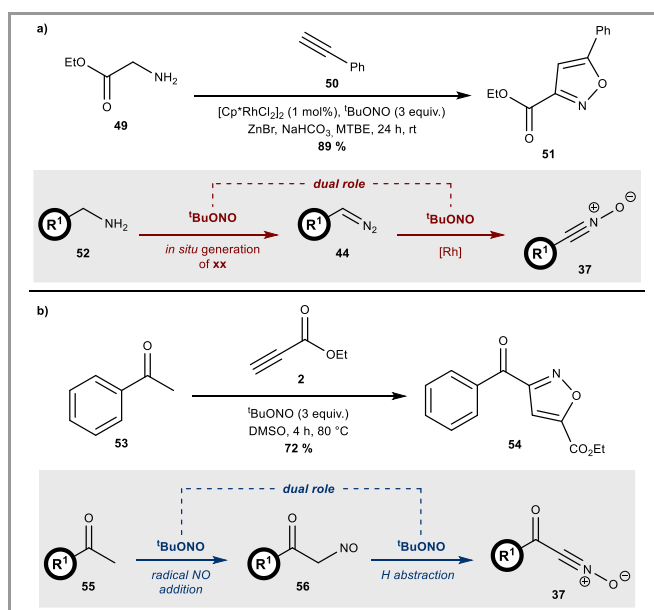 a)
EtO
O
NH2
49
50
Ph
[Cp*RhCl2]2 (1 mol%), tBuONO (3 equiv.)
ZnBr, NaHCO3, MTBE, 24 h, rt
89 %
Ph
O
N
EtO
O
51
dual role
R1
NH2
52
tBuONO
in situ generation
of xx
R1
N2
44
tBuONO
[Rh]
R1
N
⊕
O
⊖
37
b)
O
53
O
OEt
2
tBuONO (3 equiv.)
DMSO, 4 h, 80 °C
72 %
O
N
O
CO2Et
54
dual role
O
R1
55
tBuONO
radical NO
addition
O
R1
NO
56
tBuONO
H abstraction
O
R1
N
⊕
O
⊖
37